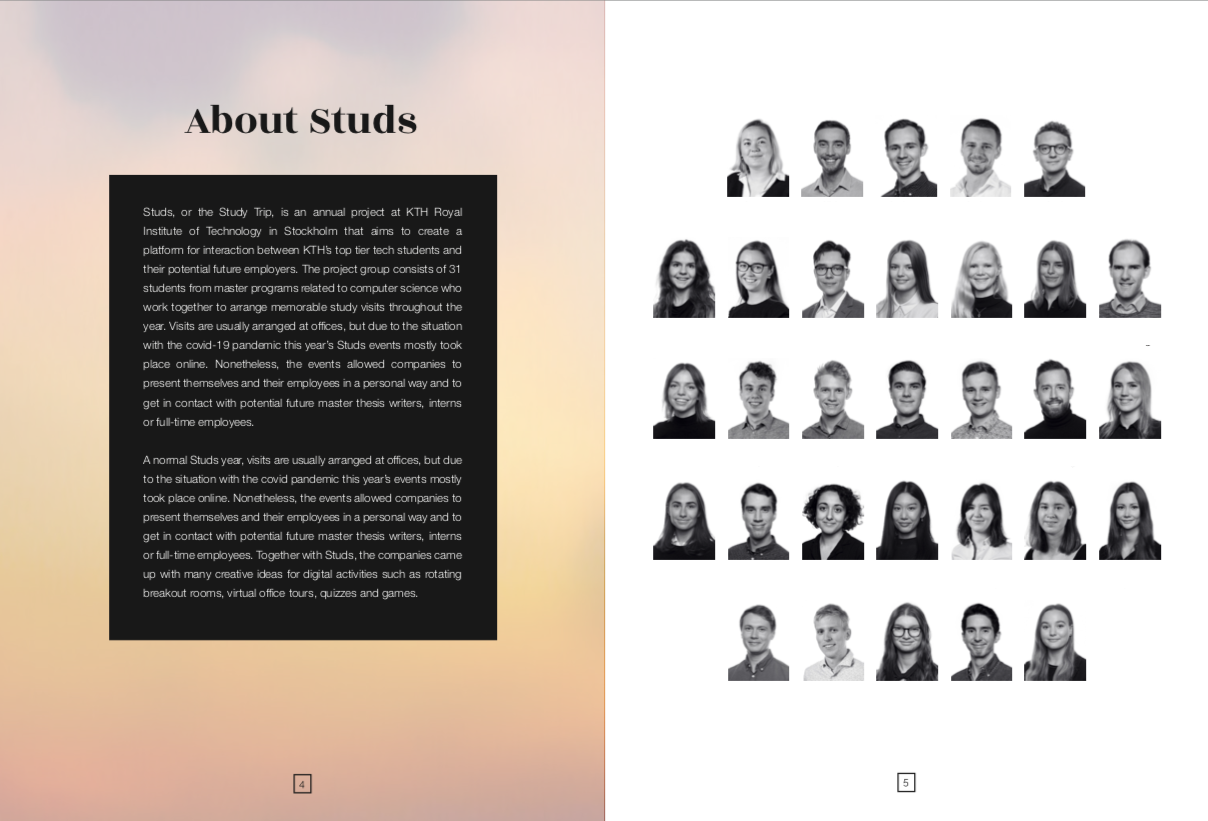 About Studs
Studs, or the Study Trip, is an annual project at KTH Royal
Institute of Technology in Stockholm that aims to create a
platform for interaction between KTH's top tier tech students and
their potential future employers. The project group consists of 31
students from master programs related to computer science who
work together to arrange memorable study visits throughout the
year. Visits are usually arranged at offices, but due to the situation
with the covid-19 pandemic this year's Studs events mostly took
place online. Nonetheless, the events allowed companies to
present themselves and their employees in a personal way and to
get in contact with potential future master thesis writers, interns
or full-time employees.
A normal Studs year, visits are usually arranged at offices, but due
to the situation with the covid pandemic this year's events mostly
took place online. Nonetheless, the events allowed companies to
present themselves and their employees in a personal way and to
get in contact with potential future master thesis writers, interns
or full-time employees. Together with Studs, the companies came
up with many creative ideas for digital activities such as rotating
breakout rooms, virtual office tours, quizzes and games.
4
5